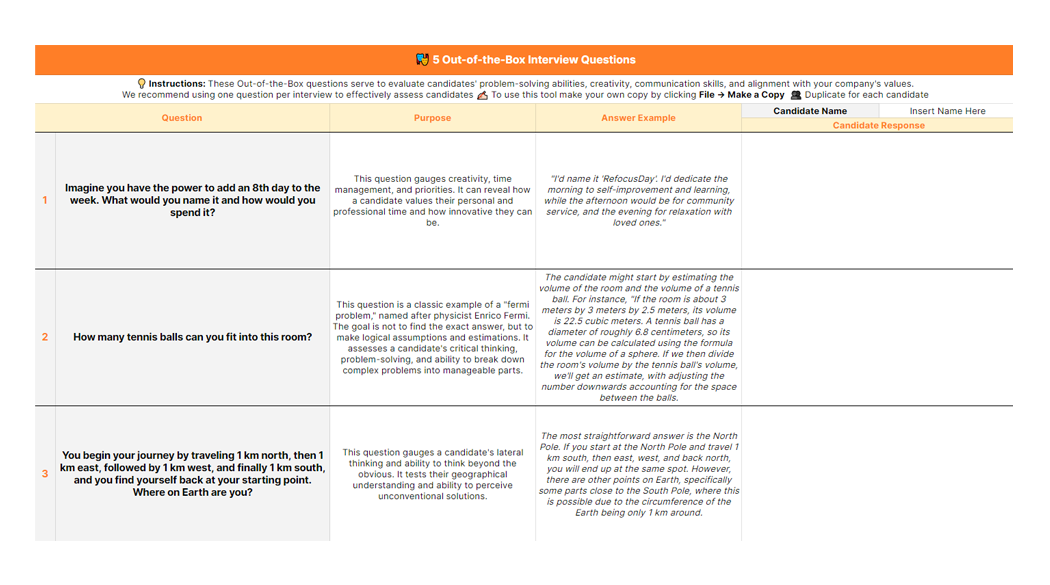 5 Out-of-the-Box Interview Questions
Instructions: These Out-of-the-Box questions serve to evaluate candidates' problem-solving abilities, creativity, communication skills, and alignment with your company's values.
We recommend using one question per interview to effectively assess candidates ✍ To use this tool make your own copy by clicking File → Make a Copy 👥 Duplicate for each candidate
Question
Purpose
Answer Example
Candidate Name
Insert Name Here
Candidate Response
1
Imagine you have the power to add an 8th day to the
week. What would you name it and how would you
spend it?
This question gauges creativity, time
management, and priorities. It can reveal how
a candidate values their personal and
professional time and how innovative they can
be.
"I'd name it 'RefocusDay'. I'd dedicate the
morning to self-improvement and learning,
while the afternoon would be for community
service, and the evening for relaxation with
loved ones."
2
How many tennis balls can you fit into this room?
This question is a classic example of a "fermi
problem," named after physicist Enrico Fermi.
The goal is not to find the exact answer, but to
make logical assumptions and estimations. It
assesses a candidate's critical thinking,
problem-solving, and ability to break down
complex problems into manageable parts.
The candidate might start by estimating the
volume of the room and the volume of a tennis
ball. For instance, "If the room is about 3
meters by 3 meters by 2.5 meters, its volume
is 22.5 cubic meters. A tennis ball has a
diameter of roughly 6.8 centimeters, so its
volume can be calculated using the formula
for the volume of a sphere. If we then divide
the room's volume by the tennis ball's volume,
we'll get an estimate, with adjusting the
number downwards accounting for the space
between the balls.
3
You begin your journey by traveling 1 km north, then 1
km east, followed by 1 km west, and finally 1 km south,
and you find yourself back at your starting point.
Where on Earth are you?
This question gauges a candidate's lateral
thinking and ability to think beyond the
obvious. It tests their geographical
understanding and ability to perceive
unconventional solutions.
The most straightforward answer is the North
Pole. If you start at the North Pole and travel 1
km south, then east, west, and back north,
you will end up at the same spot. However,
there are other points on Earth, specifically
some parts close to the South Pole, where this
is possible due to the circumference of the
Earth being only 1 km around.